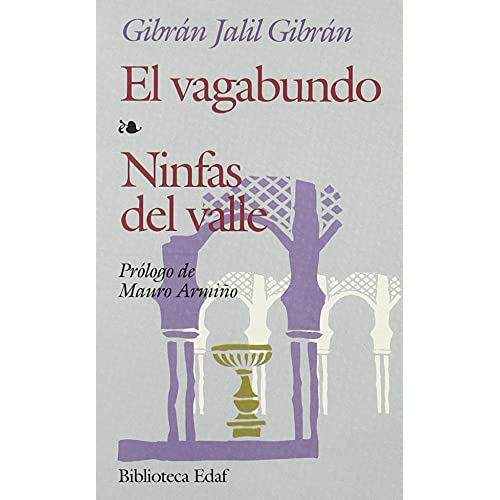 Gibrán Jalil Gibrán
El vagabundo
Ninfas
del valle
Prólogo de
Mauro Armiño
Biblioteca Edaf